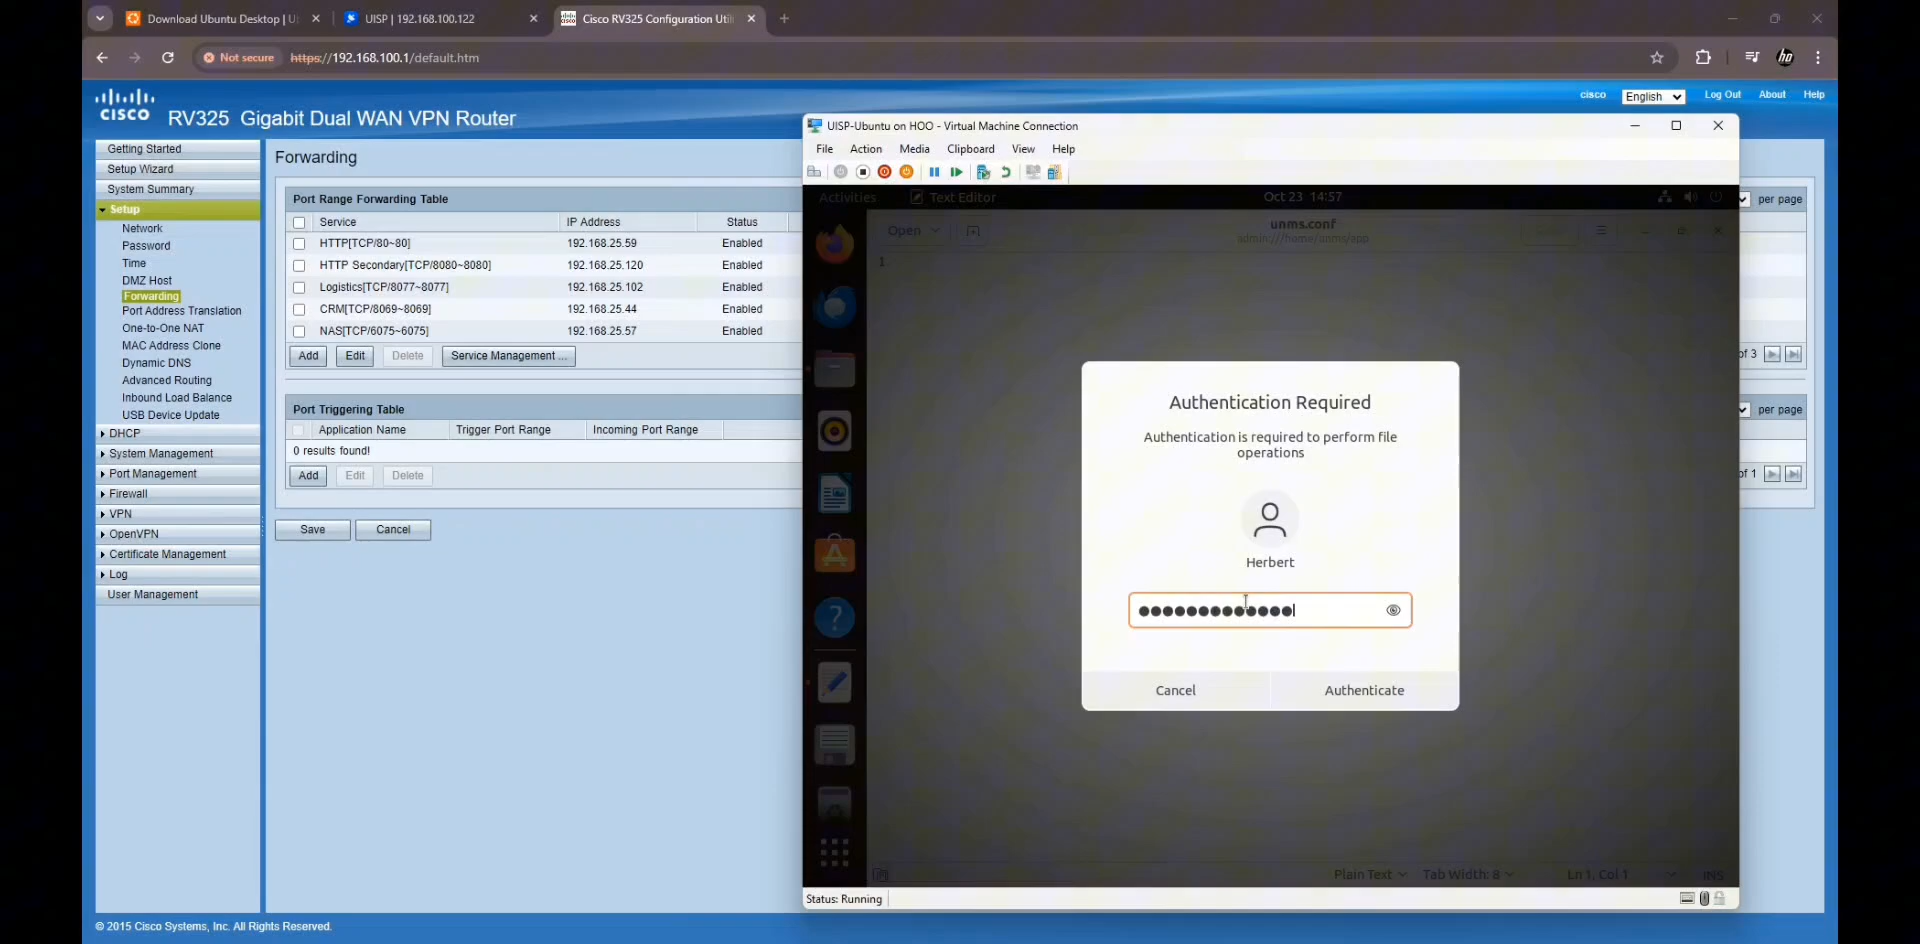 Download Ubuntu Desktop | U
UISP | 192.168.100.122
Cisco RV325 Configuration Utili
Not secure
https://192.168.100.1/default.htm
cisco
English
Log Out
About
Help
CISCO
RV325 Gigabit Dual WAN VPN Router
Getting Started
Setup Wizard
System Summary
Setup
Network
Password
Time
DMZ Host
Forwarding
Port Address Translation
One-to-One NAT
MAC Address Clone
Dynamic DNS
Advanced Routing
Inbound Load Balance
USB Device Update
DHCP
System Management
Port Management
Firewall
VPN
OpenVPN
Certificate Management
Log
User Management
Forwarding
Port Range Forwarding Table
per page
Service IP Address Status
HTTP[TCP/80~80] 192.168.25.59 Enabled
HTTP Secondary[TCP/8080~8080] 192.168.25.120 Enabled
Logistics[TCP/8077~8077] 192.168.25.102 Enabled
CRM[TCP/8069~8069] 192.168.25.44 Enabled
NAS[TCP/6075~6075] 192.168.25.57 Enabled
Add Edit Delete Service Management ...
of 3
Port Triggering Table
per page
Application Name Trigger Port Range Incoming Port Range
0 results found!
Add Edit Delete
of 1
Save Cancel
UISP-Ubuntu on HOO - Virtual Machine Connection
File Action Media Clipboard View Help
Activities Text Editor Oct 23 14:57
Open
unms.conf
admin:///home/unms/app
1
Authentication Required
Authentication is required to perform file
operations
Herbert
Cancel Authenticate
Plain Text Tab Width: 8 Ln 1, Col 1 INS
Status: Running
© 2015 Cisco Systems, Inc. All Rights Reserved.